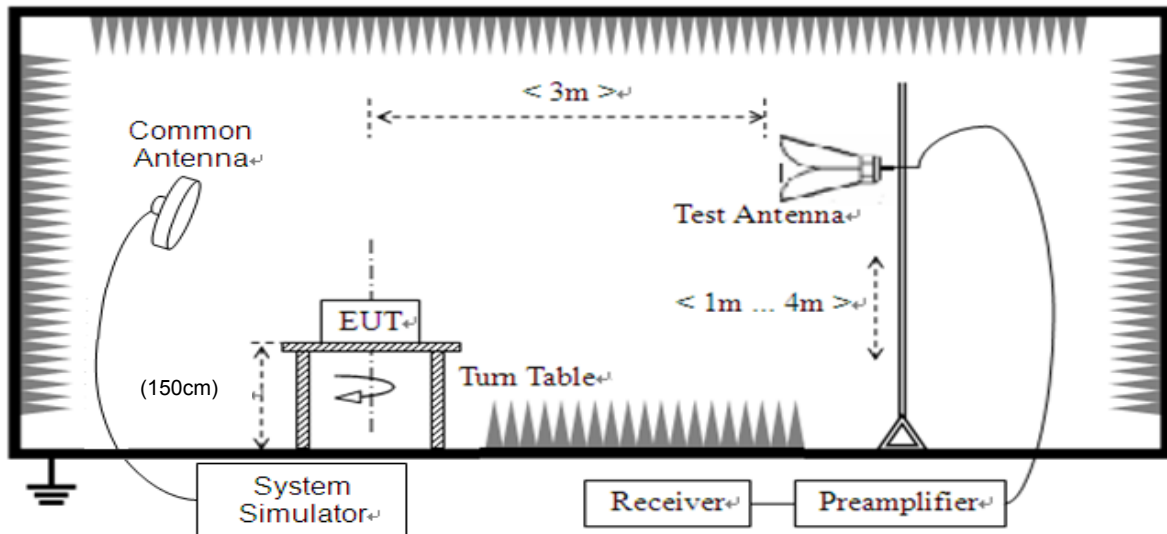 < 3m >↵
Common
Antenna↵
Test Antenna↵
< 1m ... 4m >↵
EUT↵
(150cm)
Turn Table↵
System
Simulator↵
Receiver↵
Preamplifier↵